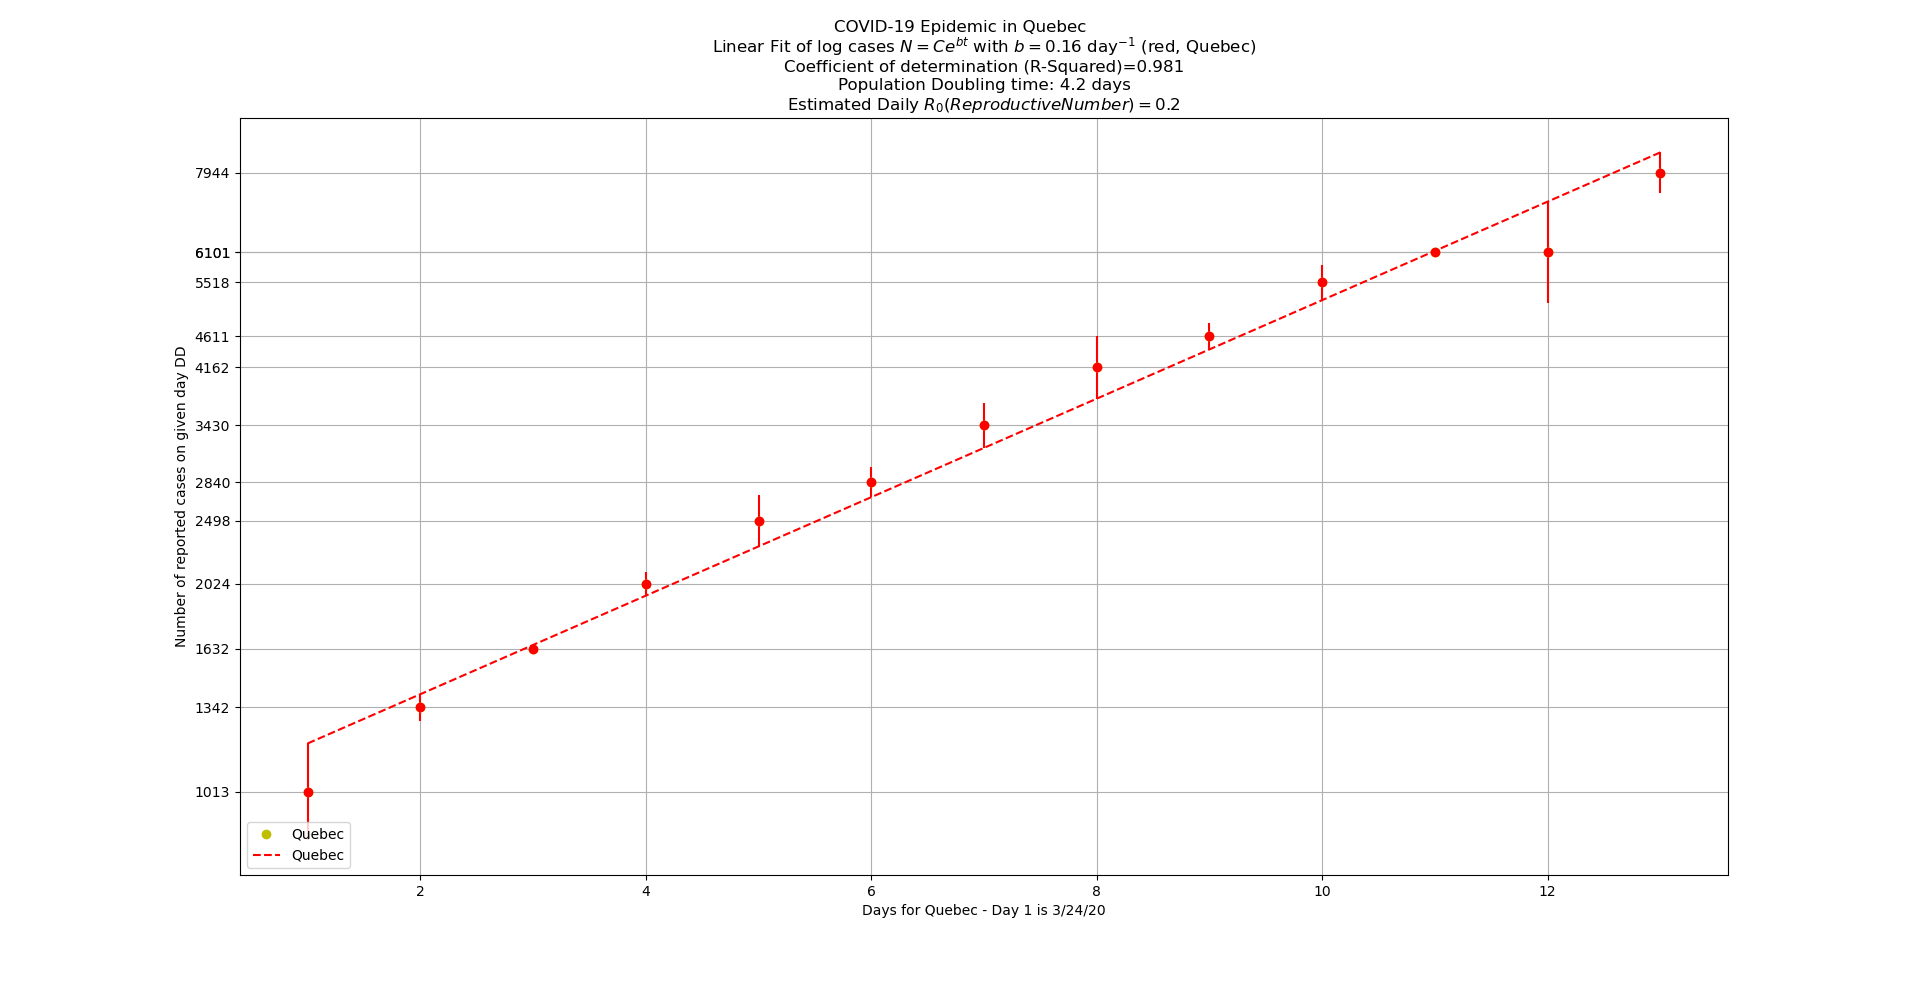 COVID-19 Epidemic in Quebec
Linear Fit of log cases $N = Ce^{bt}$ with $b = 0.16$ day$^{-1}$ (red, Quebec)
Coefficient of determination (R-Squared)=0.981
Population Doubling time: 4.2 days
Estimated Daily $R_0(ReproductiveNumber) = 0.2$
7944
6101
5518
4611
4162
3430
2840
2498
2024
1632
1342
1013
Number of reported cases on given day DD
Quebec
Quebec
2 4 6 8 10 12
Days for Quebec - Day 1 is 3/24/20